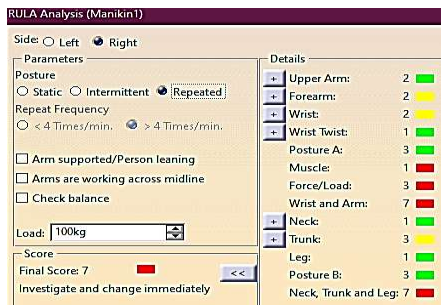 RULA Analysis (Manikin1)
Side: Left Right
Parameters
Posture
Static Intermittent Repeated
Repeat Frequency
< 4 Times/min. > 4 Times/min.
Arm supported/Person leaning
Arms are working across midline
Check balance
Load: 100kg
Score
Final Score: 7 <<
Investigate and change immediately
Details
+ Upper Arm: 2
+ Forearm: 2
+ Wrist: 2
+ Wrist Twist: 1
Posture A: 3
Muscle: 1
Force/Load: 3
Wrist and Arm: 7
+ Neck: 1
+ Trunk: 3
Leg: 1
Posture B: 3
Neck, Trunk and Leg: 7